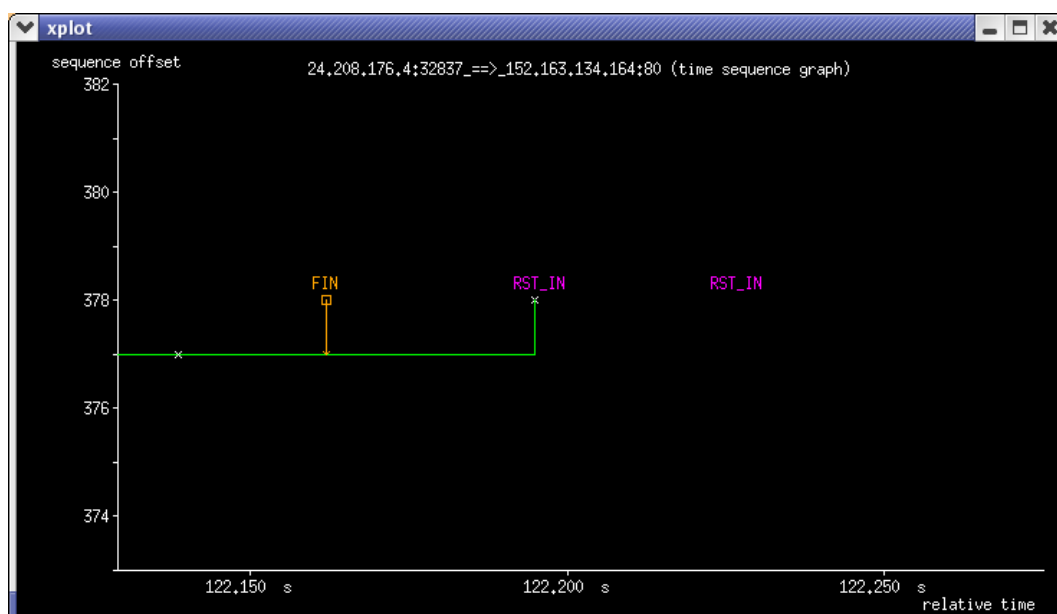 xplot
sequence offset
24.208.176.4:32837_==>_152.163.134.164:80 (time sequence graph)
382
380
FIN RST_IN RST_IN
378
376
374
122.150 s 122.200 s 122.250 s
relative time